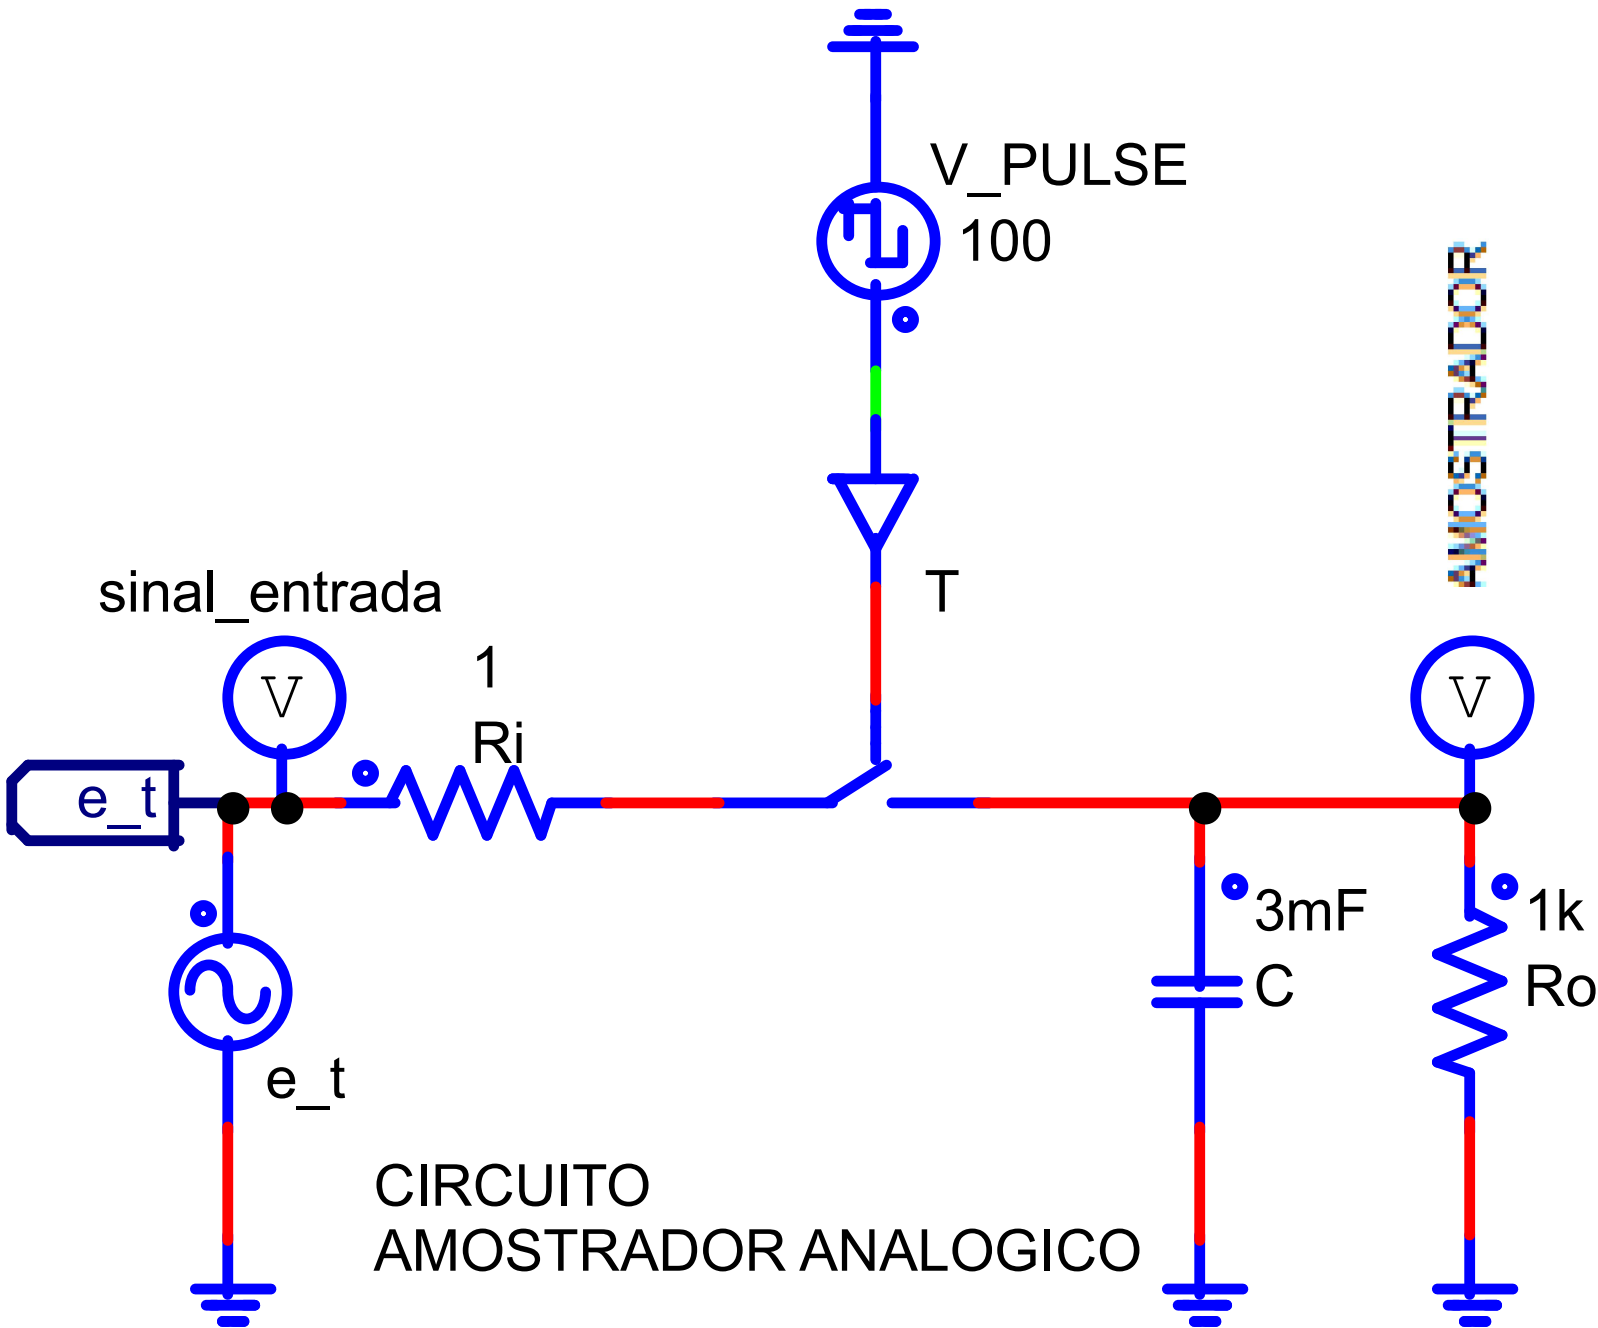 V_PULSE
100
AMOSTRADOR
sinal_entrada
T
V
1
Ri
V
e_t
3mF
C
1k
Ro
e_t
CIRCUITO
AMOSTRADOR ANALOGICO